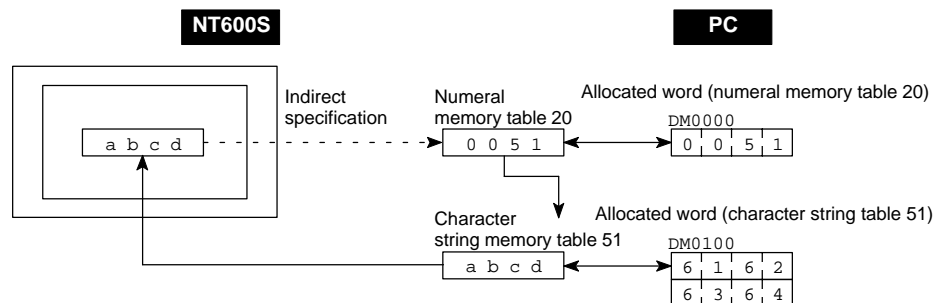 NT600S PC
Indirect specification
Numeral memory table 20
Allocated word (numeral memory table 20)
DM0000
a b c d
0 0 5 1
0 0 5 1
Character string memory table 51
Allocated word (character string table 51)
DM0100
a b c d
6 1 6 2
6 3 6 4